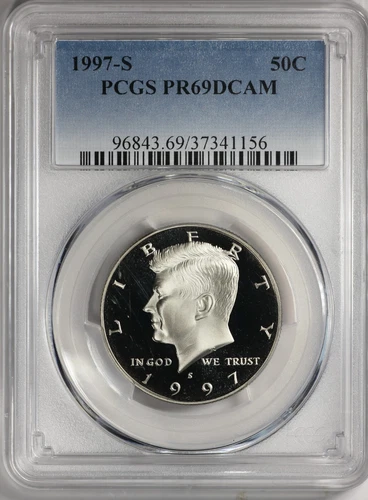 1997-S 50C
PCGS PR69DCAM
96843.69/37341156
LIBERTY
IN GOD WE TRUST
S
1997